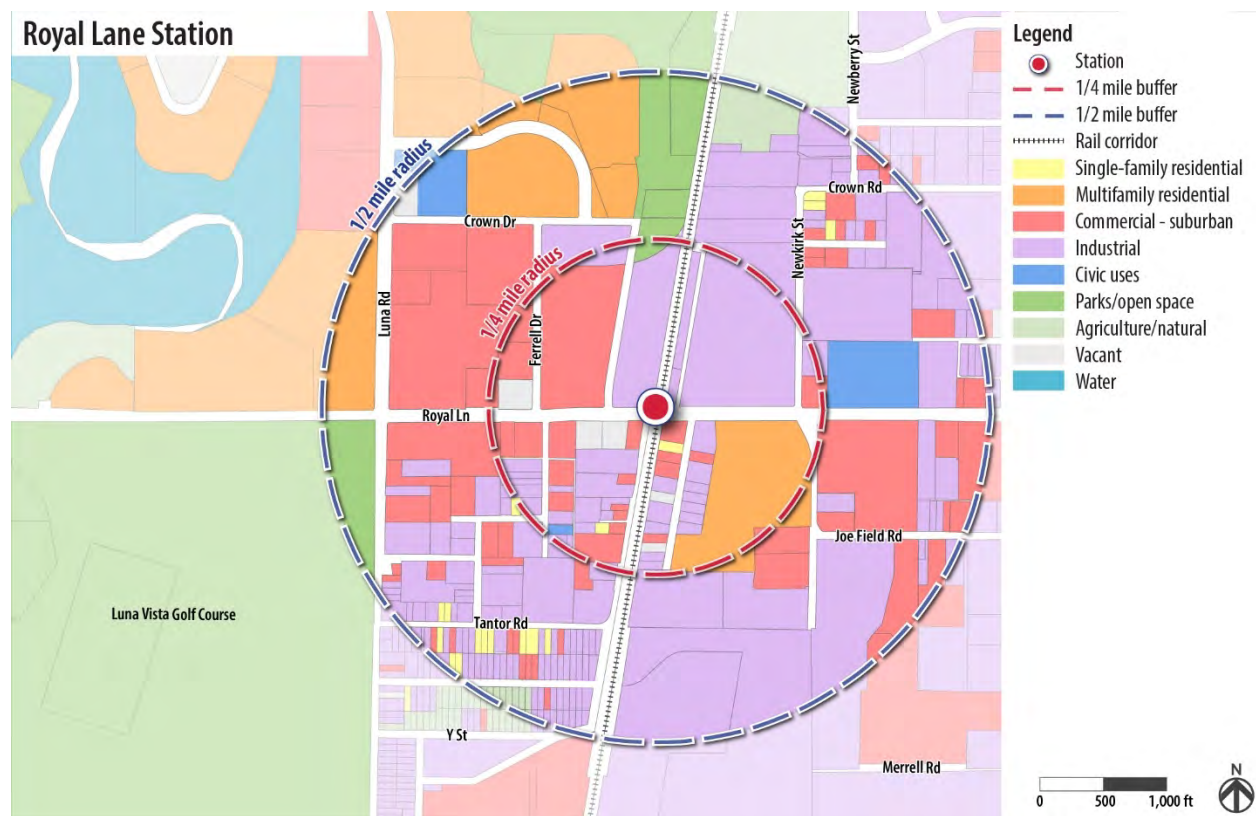 Royal Lane Station
Legend
Station
1/4 mile buffer
1/2 mile buffer
Rail corridor
Single-family residential
Multifamily residential
Commercial - suburban
Industrial
Civic uses
Parks/open space
Agriculture/natural
Vacant
Water
Newberry St
1/2 mile radius
Crown Rd
Crown Dr
Newkirk St
1/4 mile radius
Luna Rd
Ferrell Dr
Royal Ln
Joe Field Rd
Luna Vista Golf Course
Tantor Rd
Y St
Merrell Rd
N
0 500 1,000 ft